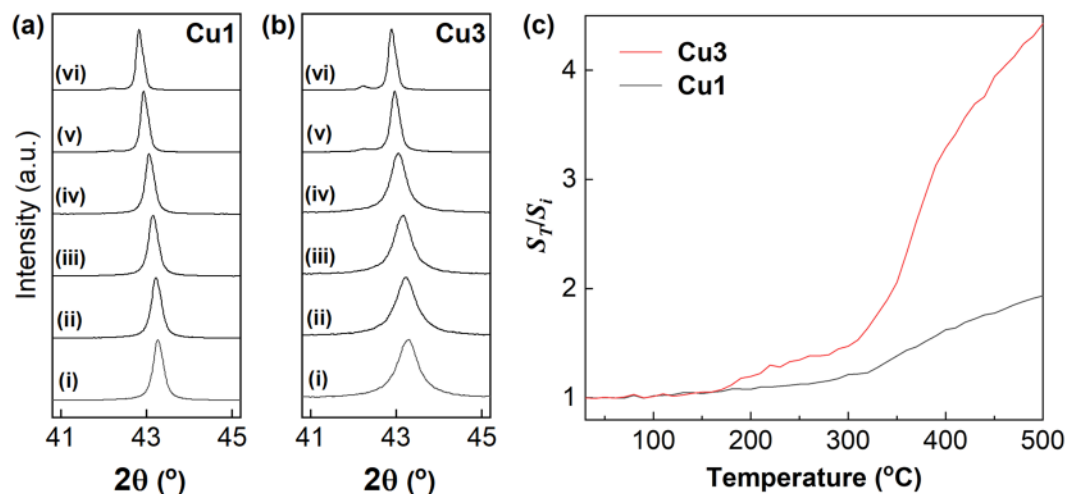 (a)
Cu1
(vi)
(v)
(iv)
(iii)
(ii)
(i)
Intensity (a.u.)
41 43 45
2θ (º)
(b)
Cu3
(vi)
(v)
(iv)
(iii)
(ii)
(i)
41 43 45
2θ (º)
(c)
Cu3
Cu1
4
3
2
1
S_T/S_i
100 200 300 400 500
Temperature (ºC)